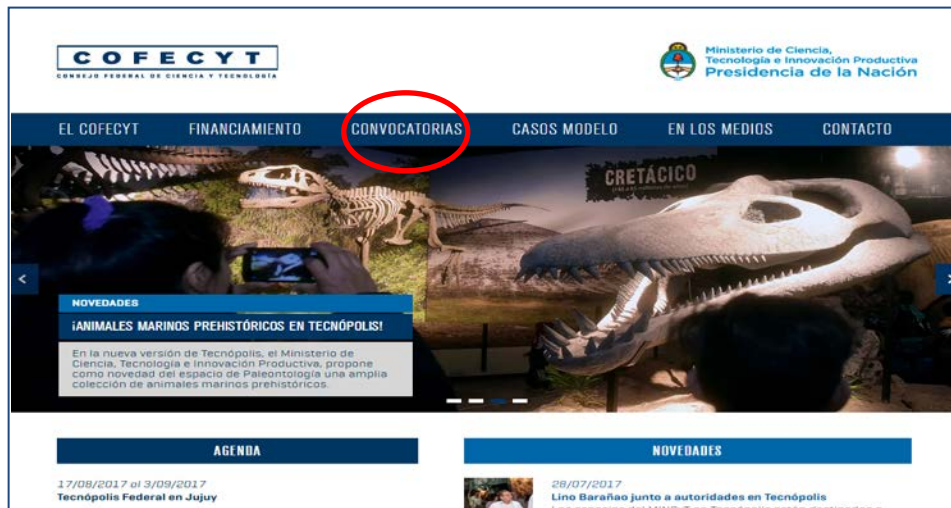 COFECYT
CONSEJO FEDERAL DE CIENCIA Y TECNOLOGÍA
Ministerio de Ciencia,
Tecnología e Innovación Productiva
Presidencia de la Nación
EL COFECYT FINANCIAMIENTO CONVOCATORIAS CASOS MODELO EN LOS MEDIOS CONTACTO
CRETÁCICO
NOVEDADES
¡ANIMALES MARINOS PREHISTÓRICOS EN TECNÓPOLIS!
En la nueva versión de Tecnópolis, el Ministerio de
Ciencia, Tecnología e Innovación Productiva, propone
como novedad del espacio de Paleontología una amplia
colección de animales marinos prehistóricos.
AGENDA
17/08/2017 al 3/09/2017
Tecnópolis Federal en Jujuy
NOVEDADES
28/07/2017
Lino Barañao junto a autoridades en Tecnópolis